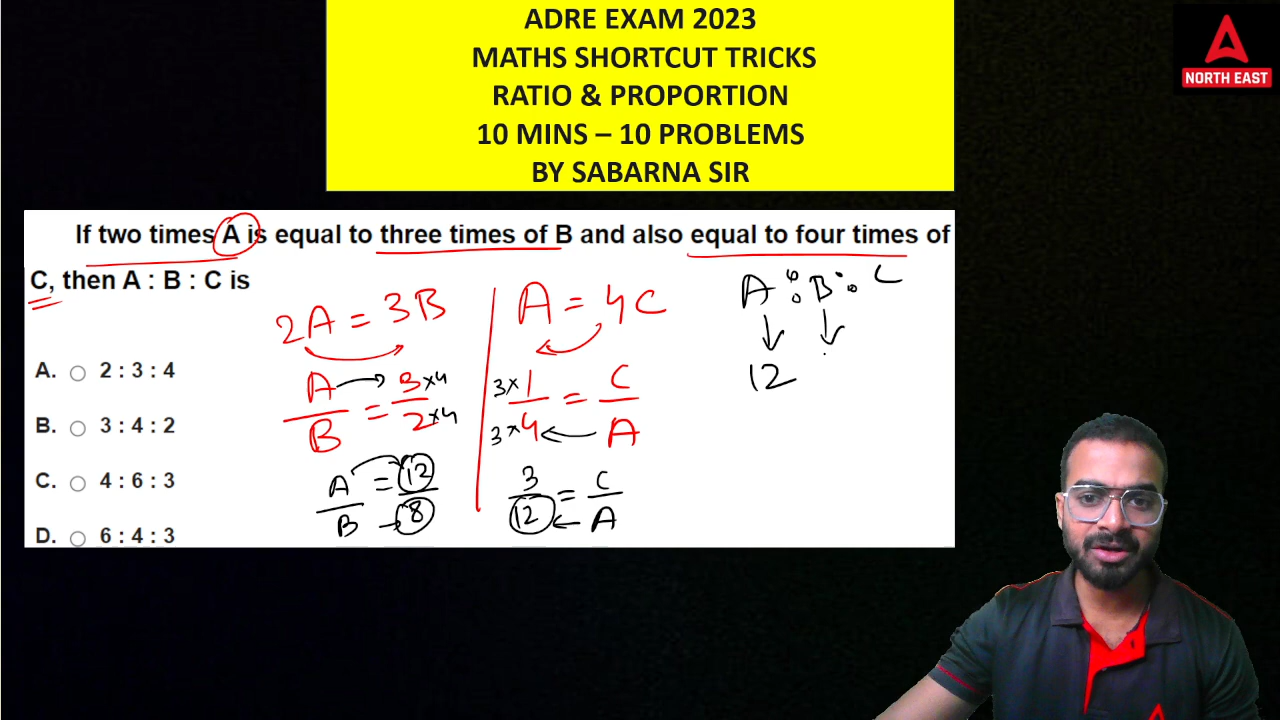 ADRE EXAM 2023
MATHS SHORTCUT TRICKS
RATIO & PROPORTION
10 MINS – 10 PROBLEMS
BY SABARNA SIR
NORTH EAST
If two times A is equal to three times of B and also equal to four times of
C, then A : B : C is
A. 2 : 3 : 4
B. 3 : 4 : 2
C. 4 : 6 : 3
D. 6 : 4 : 3
2A = 3B
A/B = 3×4/2×4
A/B = 12/8
A = 4C
3×1/3×4 = C/A
3/12 = C/A
A : B : C
12